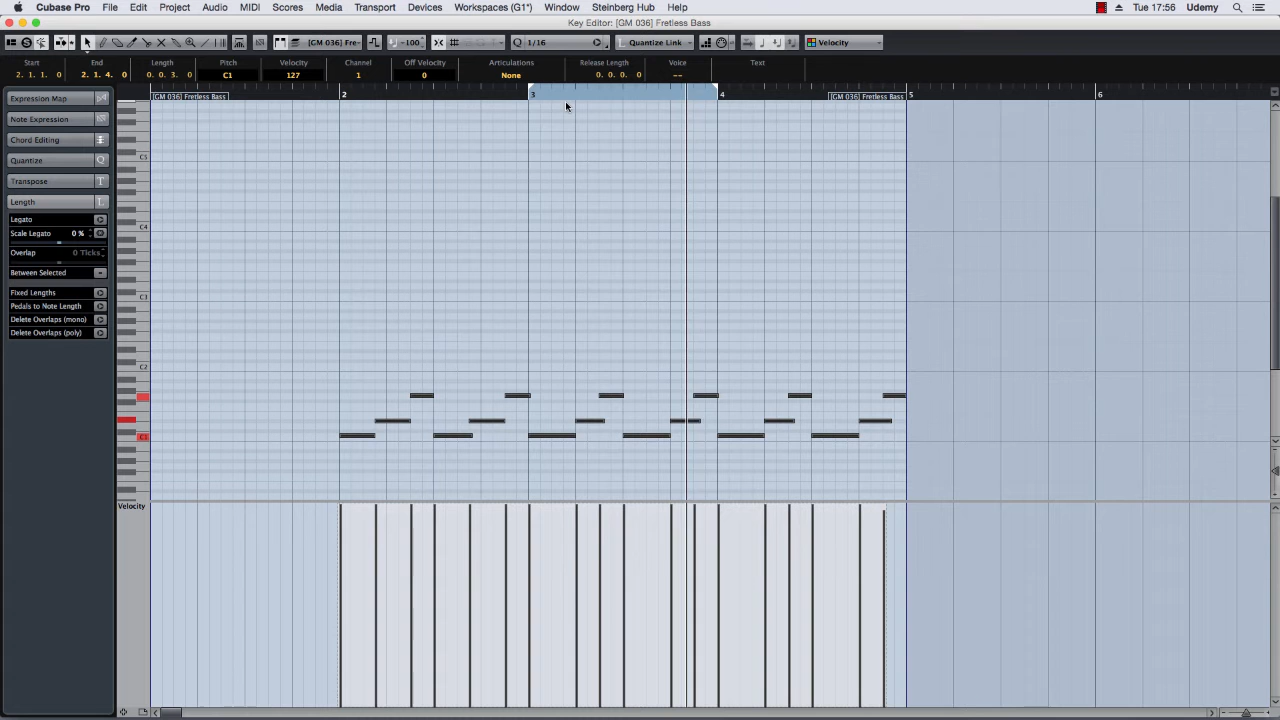 Cubase Pro File Edit Project Audio MIDI Scores Media Transport Devices Workspaces (G1*) Window Steinberg Hub Tue 17:56 Udemy
Key Editor: [GM 036] Fretless Bass
[GM 036] Fre- 100 Q 1/16 Quantize Link Velocity
Start End Length Pitch Velocity Channel Off Velocity Articulations Release Length Voice Text
2. 1. 1. 0 2. 1. 4. 0 0. 0. 3. 0 C1 127 1 0 None 0. 0. 0. 0 --
Expression Map
[GM 036] Fretless Bass 2 3 4 [GM 036] Fretless Bass 5 6
Note Expression
Chord Editing
C5
Quantize Q
Transpose T
Length L
Legato
C4
Scale Legato 0 %
Overlap 0 Ticks
Between Selected
Fixed Lengths
C3
Pedals to Note Length
Delete Overlaps (mono)
Delete Overlaps (poly)
C2
C1
Velocity